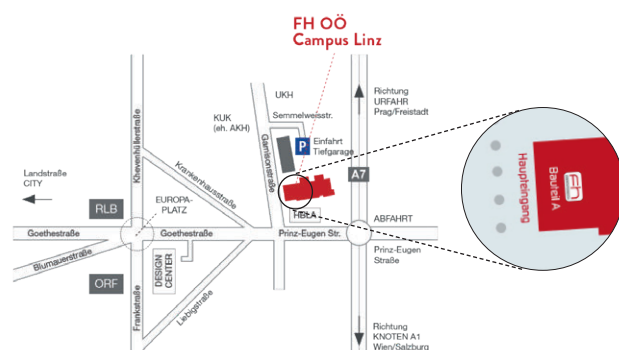 FH OÖ
Campus Linz
UKH
Semmelweisstr.
KUK
(eh. AKH)
Garnisonstraße
P
Einfahrt
Tiefgarage
Richtung
URFAHR
Prag/Freistadt
A7
Khevenhüllerstraße
Krankenhausstraße
Landstraße
CITY
EUROPA-
PLATZ
RLB
HBLA
ABFAHRT
Goethestraße
Goethestraße
Prinz-Eugen Str.
Prinz-Eugen
Straße
Blumauerstraße
DESIGN
CENTER
ORF
Frankstraße
Liebigstraße
Richtung
KNOTEN A1
Wien/Salzburg
Haupteingang
Bauteil A
Fh